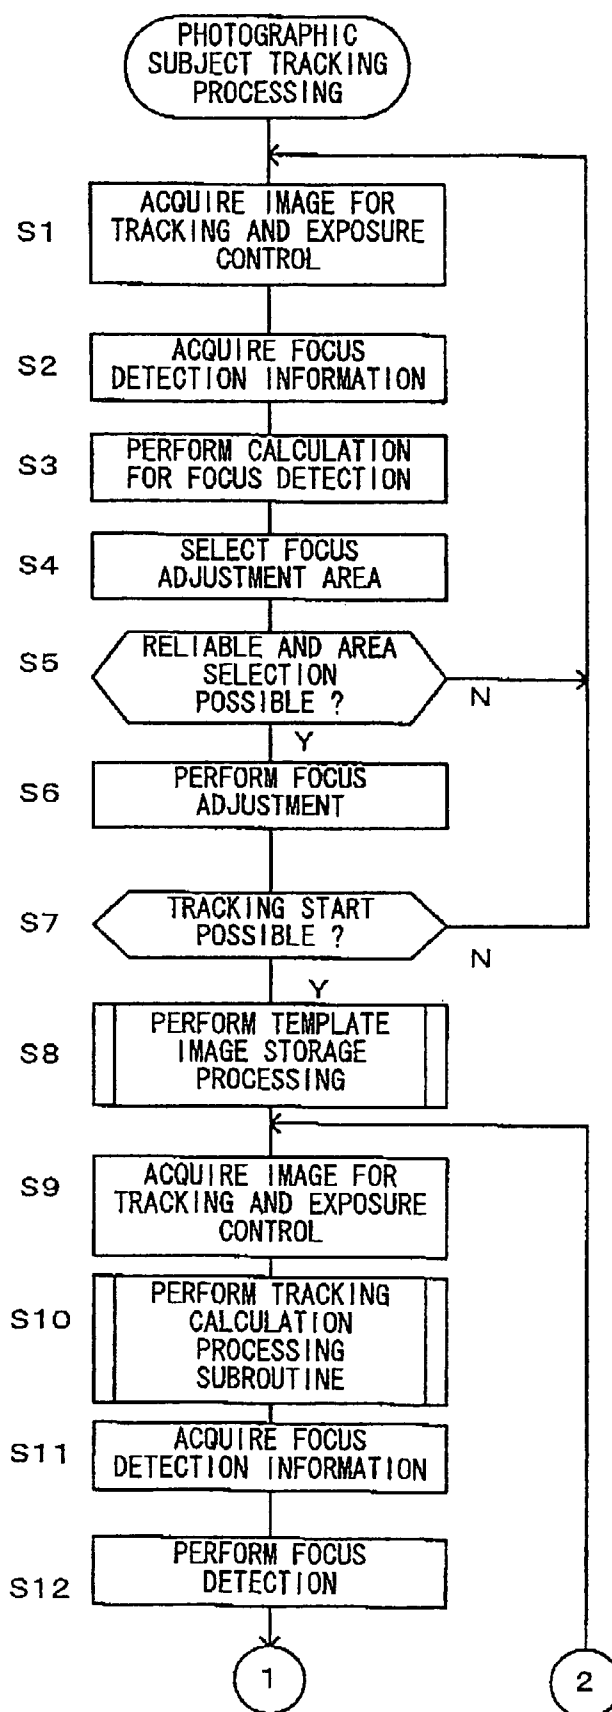 PHOTOGRAPHIC
SUBJECT TRACKING
PROCESSING
S1
ACQUIRE IMAGE FOR
TRACKING AND EXPOSURE
CONTROL
S2
ACQUIRE FOCUS
DETECTION INFORMATION
S3
PERFORM CALCULATION
FOR FOCUS DETECTION
S4
SELECT FOCUS
ADJUSTMENT AREA
S5
RELIABLE AND AREA
SELECTION
POSSIBLE ?
N
Y
S6
PERFORM FOCUS
ADJUSTMENT
S7
TRACKING START
POSSIBLE ?
N
Y
S8
PERFORM TEMPLATE
IMAGE STORAGE
PROCESSING
S9
ACQUIRE IMAGE FOR
TRACKING AND EXPOSURE
CONTROL
S10
PERFORM TRACKING
CALCULATION
PROCESSING
SUBROUTINE
S11
ACQUIRE FOCUS
DETECTION INFORMATION
S12
PERFORM FOCUS
DETECTION
1
2